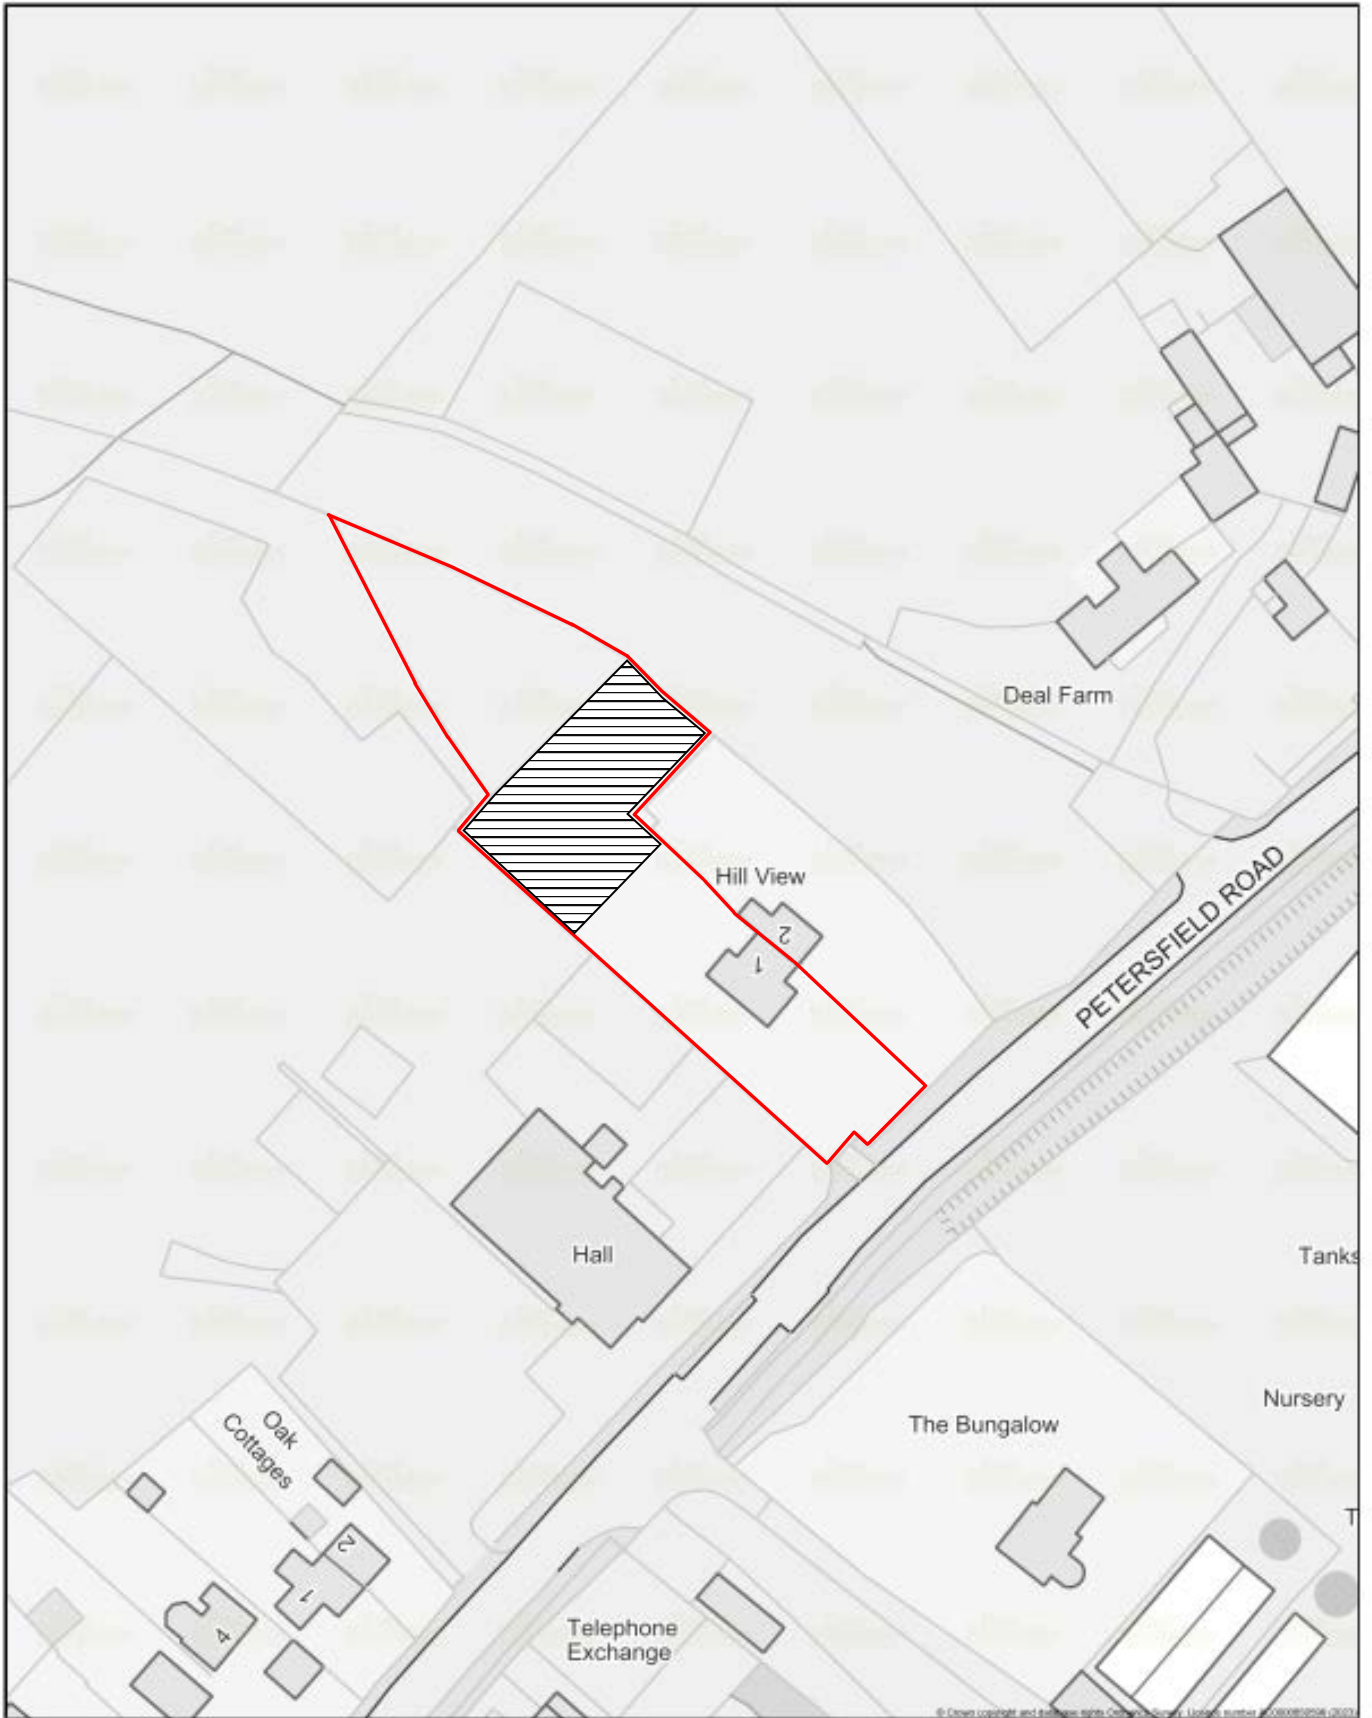 Deal Farm
Hill View
2
1
PETERSFIELD ROAD
Hall
Tanks
Nursery
The Bungalow
Oak
Cottages
2
1
4
T
Telephone
Exchange